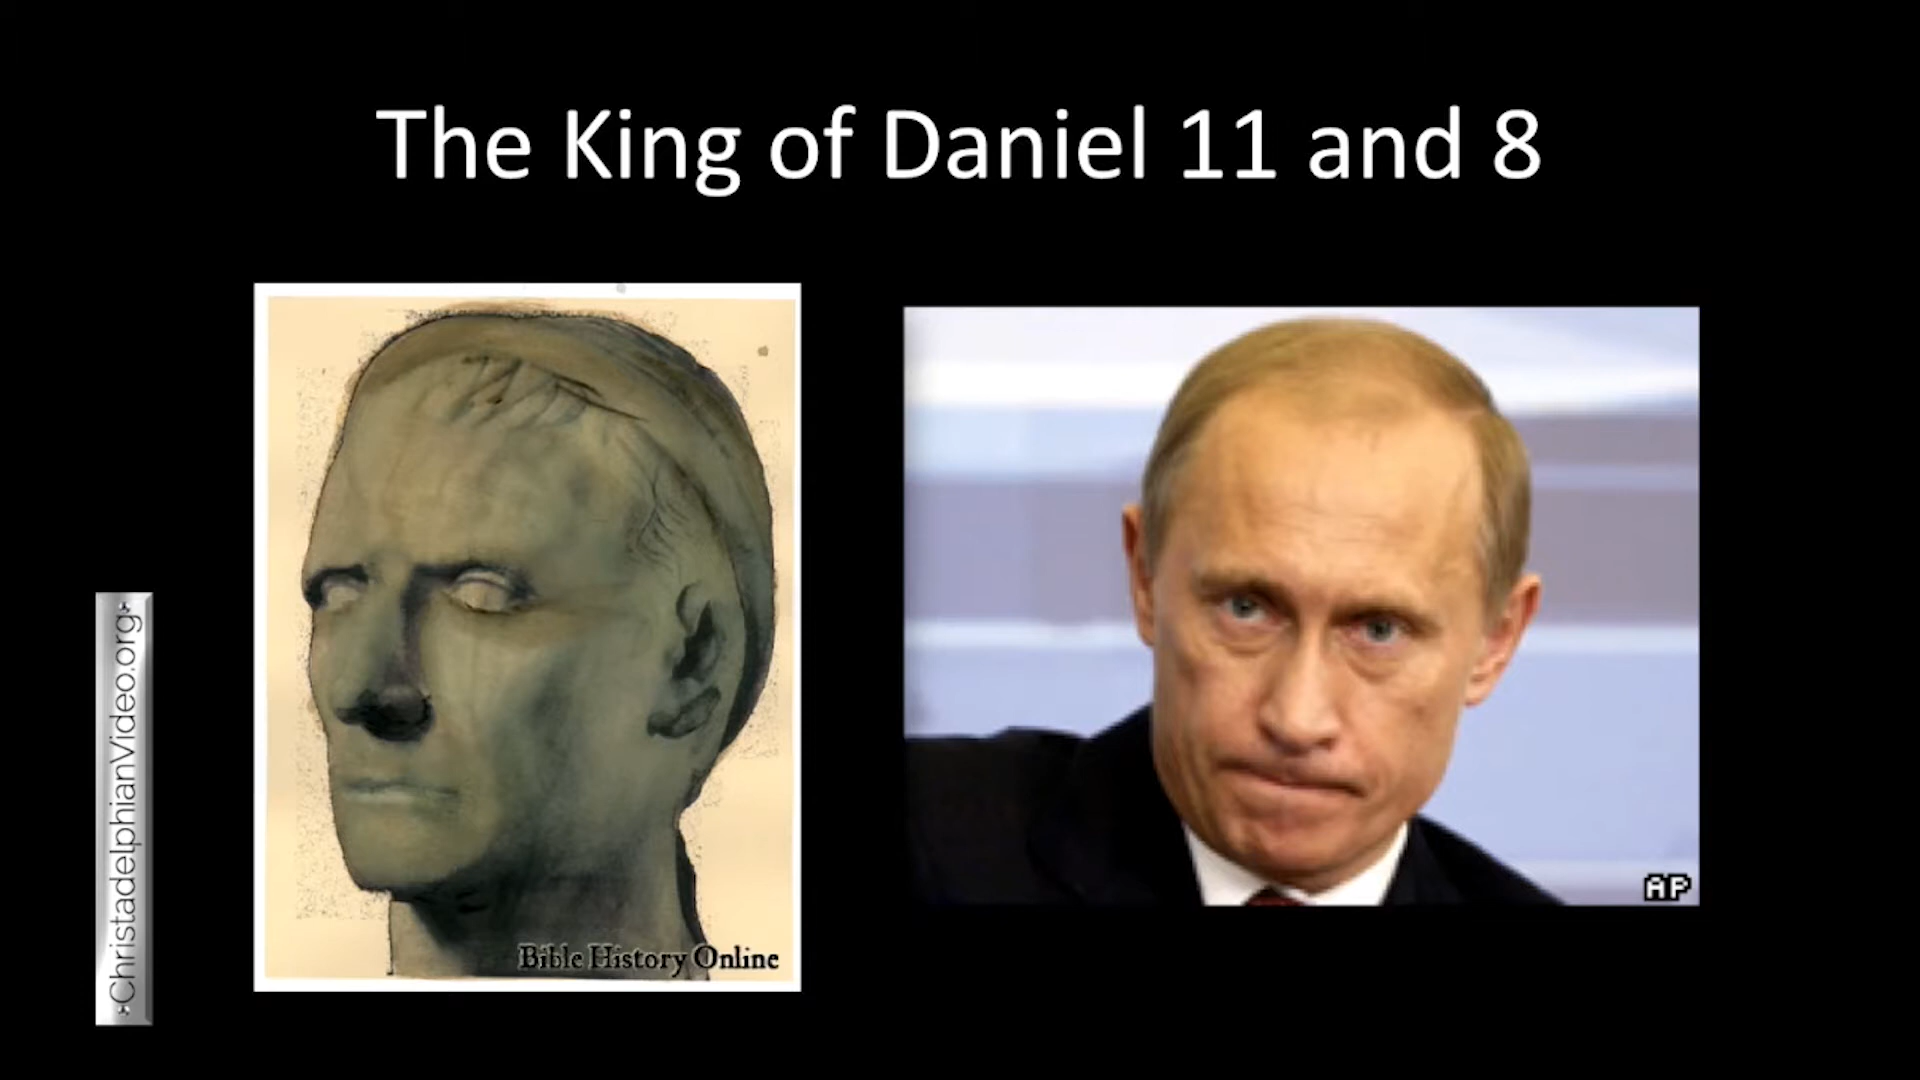 The King of Daniel 11 and 8
•ChristadelphianVideo.org•
Bible History Online
AP